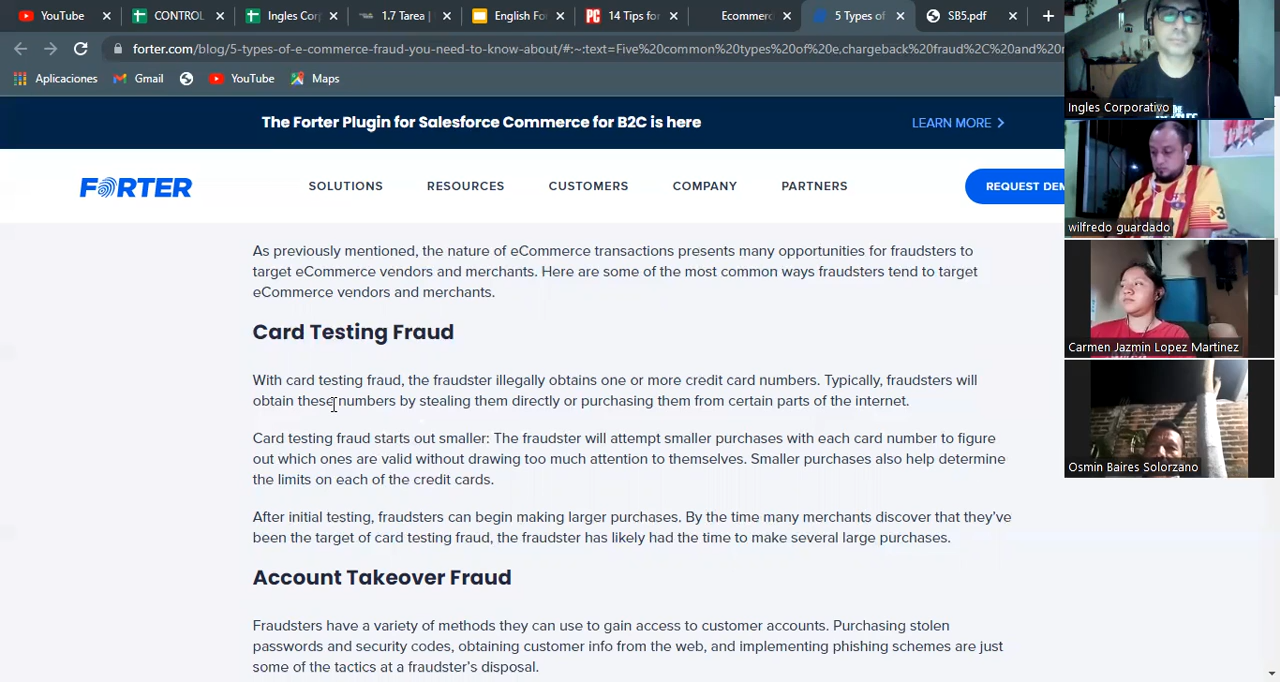 YouTube
CONTROL
Ingles Cor
1.7 Tarea |
English Fo
14 Tips for
Ecommerc
5 Types of
SB5.pdf
forter.com/blog/5-types-of-e-commerce-fraud-you-need-to-know-about/#:~:text=Five%20common%20types%20of%20e,chargeback%20fraud%2C%20and%20
Aplicaciones
Gmail
YouTube
Maps
The Forter Plugin for Salesforce Commerce for B2C is here
LEARN MORE
FORTER
SOLUTIONS
RESOURCES
CUSTOMERS
COMPANY
PARTNERS
REQUEST DEM
As previously mentioned, the nature of eCommerce transactions presents many opportunities for fraudsters to
target eCommerce vendors and merchants. Here are some of the most common ways fraudsters tend to target
eCommerce vendors and merchants.
Card Testing Fraud
With card testing fraud, the fraudster illegally obtains one or more credit card numbers. Typically, fraudsters will
obtain these numbers by stealing them directly or purchasing them from certain parts of the internet.
Card testing fraud starts out smaller: The fraudster will attempt smaller purchases with each card number to figure
out which ones are valid without drawing too much attention to themselves. Smaller purchases also help determine
the limits on each of the credit cards.
After initial testing, fraudsters can begin making larger purchases. By the time many merchants discover that they've
been the target of card testing fraud, the fraudster has likely had the time to make several large purchases.
Account Takeover Fraud
Fraudsters have a variety of methods they can use to gain access to customer accounts. Purchasing stolen
passwords and security codes, obtaining customer info from the web, and implementing phishing schemes are just
some of the tactics at a fraudster's disposal.
Ingles Corporativo
3
wilfredo guardado
Carmen Jazmin Lopez Martinez
Osmin Baires Solorzano